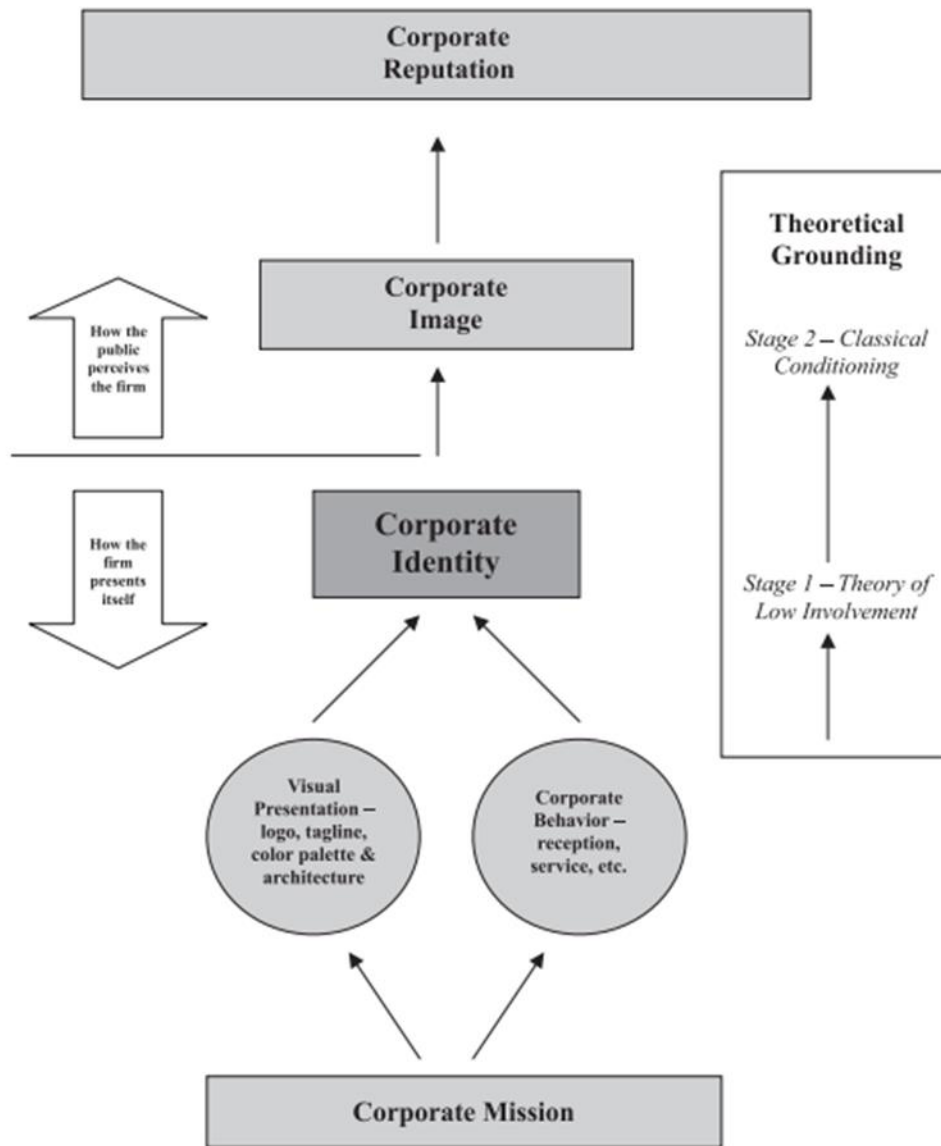 Corporate
Reputation
Theoretical
Grounding
Corporate
Image
How the
public
perceives
the firm
Stage 2 – Classical
Conditioning
Corporate
Identity
How the
firm
presents
itself
Stage 1 – Theory of
Low Involvement
Visual
Presentation –
logo, tagline,
color palette &
architecture
Corporate
Behavior –
reception,
service, etc.
Corporate Mission